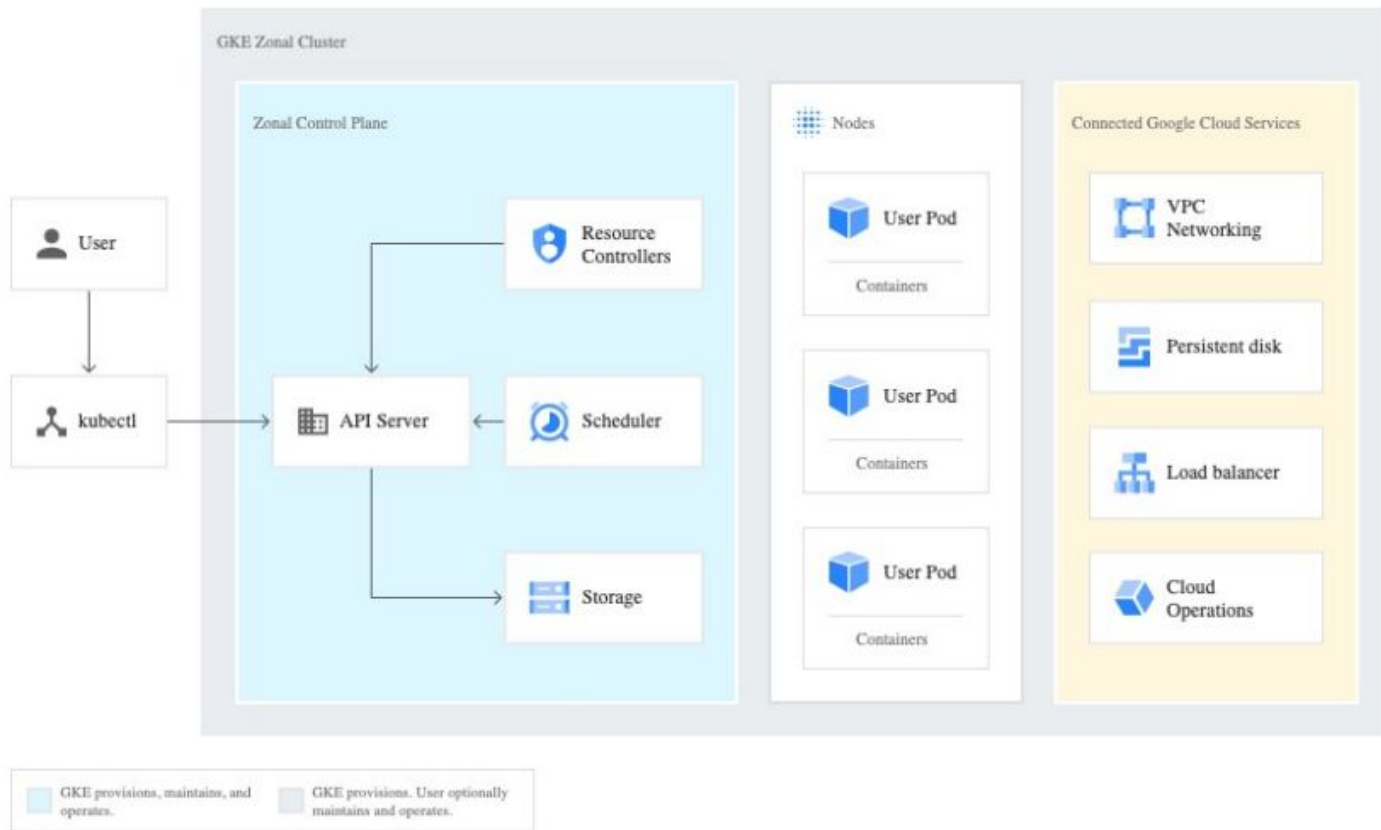 GKE Zonal Cluster
Zonal Control Plane
Nodes
Connected Google Cloud Services
User
kubectl
Resource
Controllers
API Server
Scheduler
Storage
User Pod
Containers
User Pod
Containers
User Pod
Containers
VPC
Networking
Persistent disk
Load balancer
Cloud
Operations
GKE provisions, maintains, and
operates.
GKE provisions. User optionally
maintains and operates.